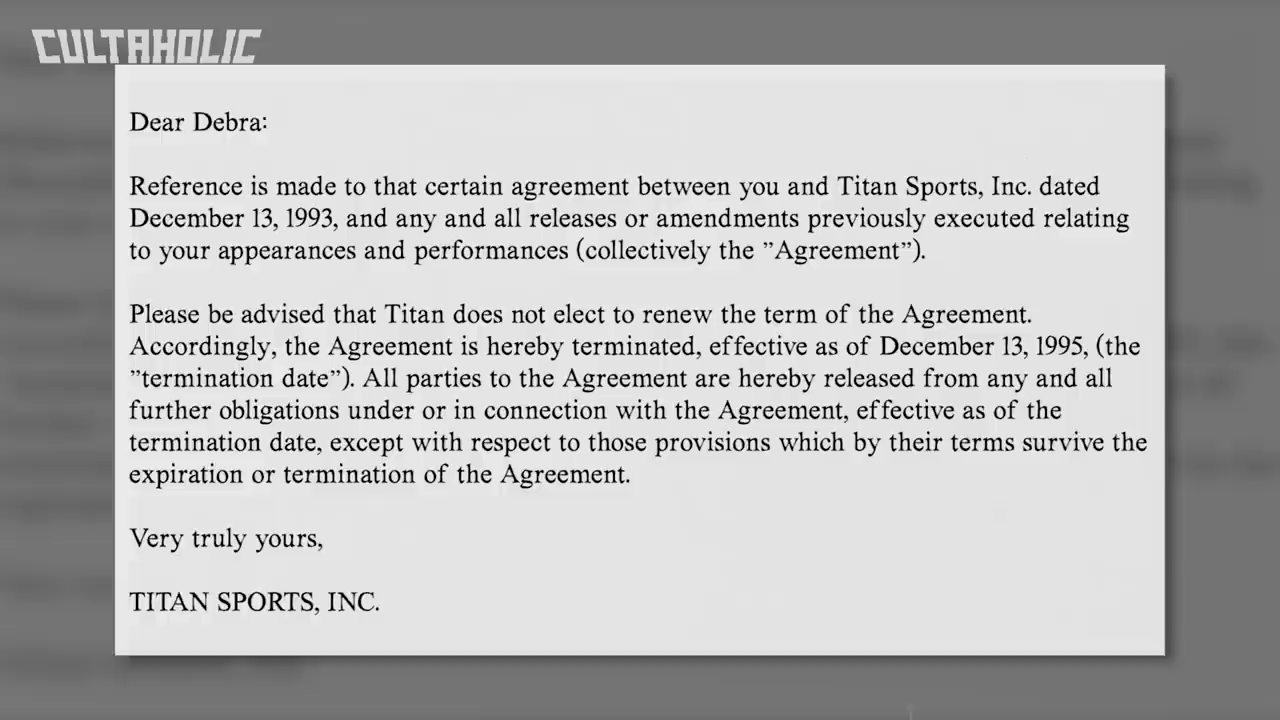 CULTAHOLIC
Dear Debra:
Reference is made to that certain agreement between you and Titan Sports, Inc. dated
December 13, 1993, and any and all releases or amendments previously executed relating
to your appearances and performances (collectively the ”Agreement”).
Please be advised that Titan does not elect to renew the term of the Agreement.
Accordingly, the Agreement is hereby terminated, effective as of December 13, 1995, (the
”termination date”). All parties to the Agreement are hereby released from any and all
further obligations under or in connection with the Agreement, effective as of the
termination date, except with respect to those provisions which by their terms survive the
expiration or termination of the Agreement.
Very truly yours,
TITAN SPORTS, INC.